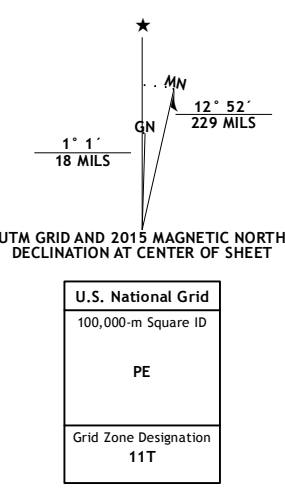 ★
MN
GN
12° 52´
229 MILS
1° 1´
18 MILS
UTM GRID AND 2015 MAGNETIC NORTH
DECLINATION AT CENTER OF SHEET
U.S. National Grid
100,000-m Square ID
PE
Grid Zone Designation
11T